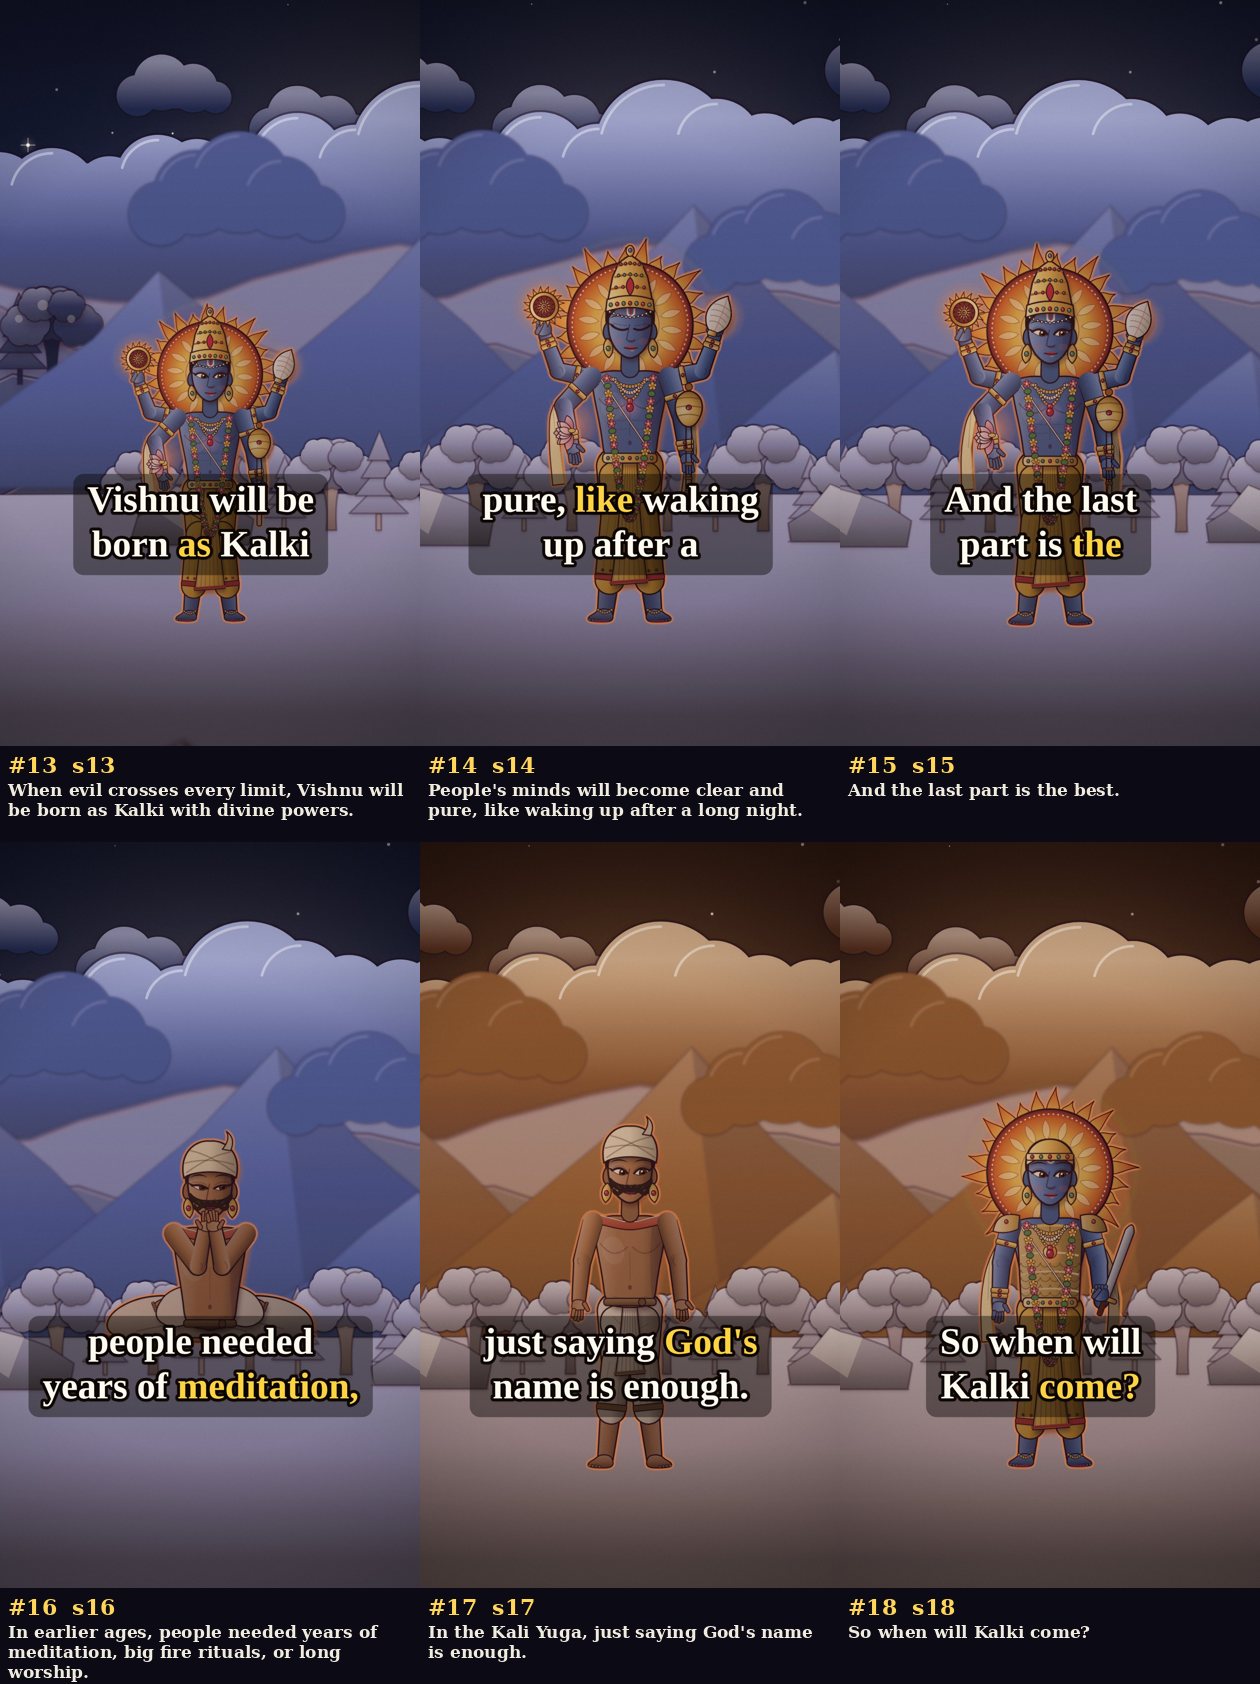 Vishnu will be
born as Kalki
pure, like waking
up after a
And the last
part is the
#13 s13
When evil crosses every limit, Vishnu will
be born as Kalki with divine powers.
#14 s14
People's minds will become clear and
pure, like waking up after a long night.
#15 s15
And the last part is the best.
people needed
years of meditation,
just saying God's
name is enough.
So when will
Kalki come?
#16 s16
In earlier ages, people needed years of
meditation, big fire rituals, or long
worship.
#17 s17
In the Kali Yuga, just saying God's name
is enough.
#18 s18
So when will Kalki come?